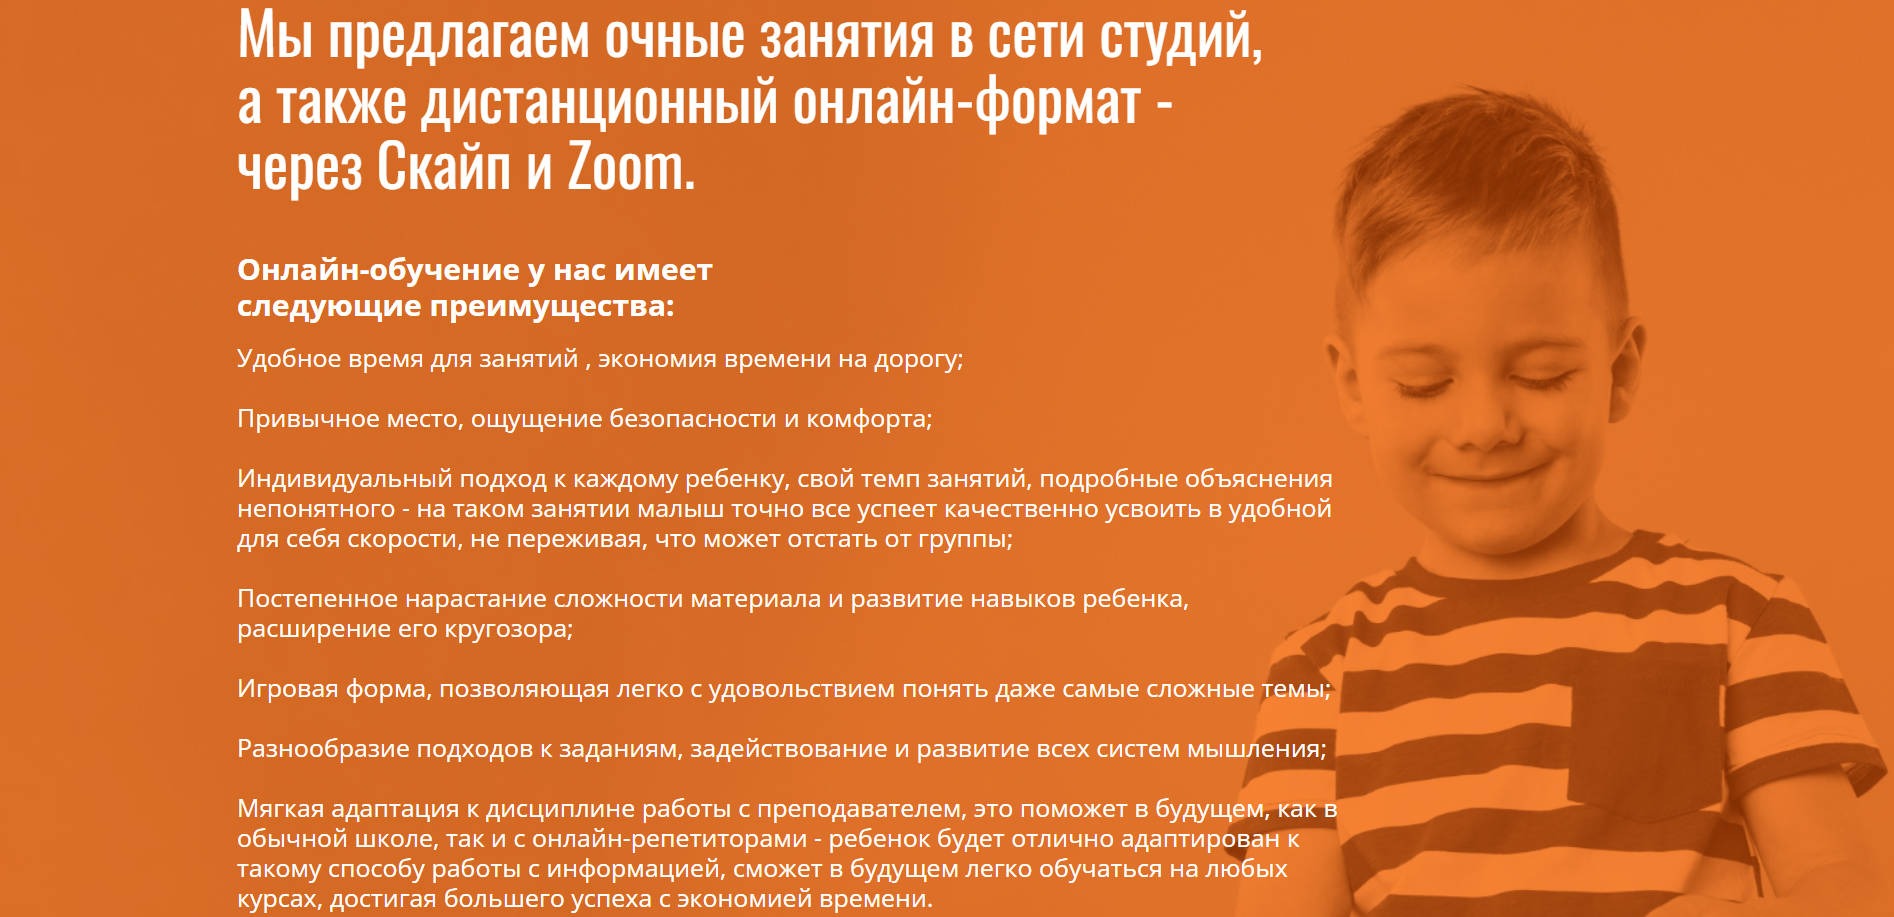 Мы предлагаем очные занятия в сети студий,
а также дистанционный онлайн-формат -
через Скайп и Zoom.
Онлайн-обучение у нас имеет
следующие преимущества:
Удобное время для занятий , экономия времени на дорогу;
Привычное место, ощущение безопасности и комфорта;
Индивидуальный подход к каждому ребенку, свой темп занятий, подробные объяснения
непонятного - на таком занятии малыш точно все успеет качественно усвоить в удобной
для себя скорости, не переживая, что может отстать от группы;
Постепенное нарастание сложности материала и развитие навыков ребенка,
расширение его кругозора;
Игровая форма, позволяющая легко с удовольствием понять даже самые сложные темы;
Разнообразие подходов к заданиям, задействование и развитие всех систем мышления;
Мягкая адаптация к дисциплине работы с преподавателем, это поможет в будущем, как в
обычной школе, так и с онлайн-репетиторами - ребенок будет отлично адаптирован к
такому способу работы с информацией, сможет в будущем легко обучаться на любых
курсах, достигая большего успеха с экономией времени.